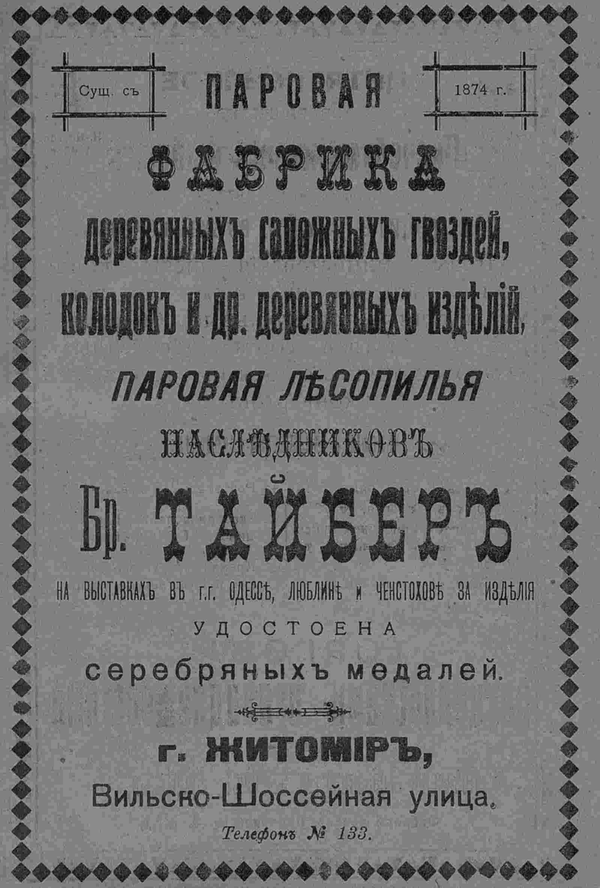 Сущ. съ
ПАРОВАЯ
1874 г.
ФАБРИКА
деревянныхъ сапожныхъ гвоздей,
колодокъ и др. деревянныхъ издѣлій,
ПАРОВАЯ ЛѢСОПИЛЬЯ
НАСЛѢДНИКОВЪ
Бр. ТАЙБЕРЪ
НА ВЫСТАВКАХЪ ВЪ г.г. ОДЕССѢ, ЛЮБЛИНѢ и ЧЕНСТОХОВѢ ЗА ИЗДѢЛІЯ
УДОСТОЕНА
серебряныхъ медалей.
г. ЖИТОМІРЪ,
Вильско-Шоссейная улица.
Телефонъ № 133.